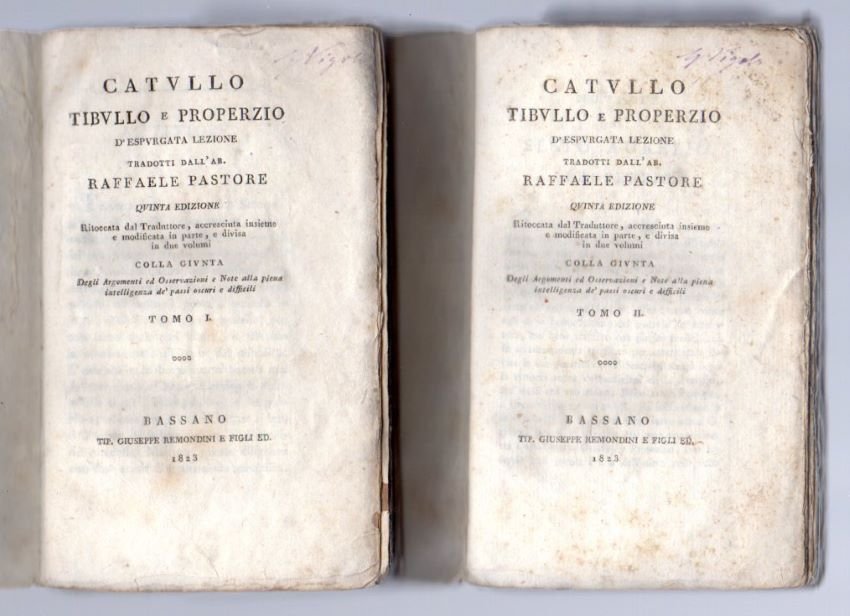 CATVLLO
TIBVLLO E PROPERZIO
D'ESPVRGATA LEZIONE
TRADOTTI DALL'AB.
RAFFAELE PASTORE
QVINTA EDIZIONE
Ritoccata dal Traduttore, accresciuta insieme
e modificata in parte, e divisa
in due volumi
COLLA GIVNTA
Degli Argomenti ed Osservazioni e Note alla piena
intelligenza de' passi oscuri e difficili
TOMO I.
BASSANO
TIP. GIUSEPPE REMONDINI E FIGLI ED.
1823
CATVLLO
TIBVLLO E PROPERZIO
D'ESPVRGATA LEZIONE
TRADOTTI DALL'AB.
RAFFAELE PASTORE
QVINTA EDIZIONE
Ritoccata dal Traduttore, accresciuta insieme
e modificata in parte, e divisa
in due volumi
COLLA GIVNTA
Degli Argomenti ed Osservazioni e Note alla piena
intelligenza de' passi oscuri e difficili
TOMO II.
BASSANO
TIP. GIUSEPPE REMONDINI E FIGLI ED.
1823